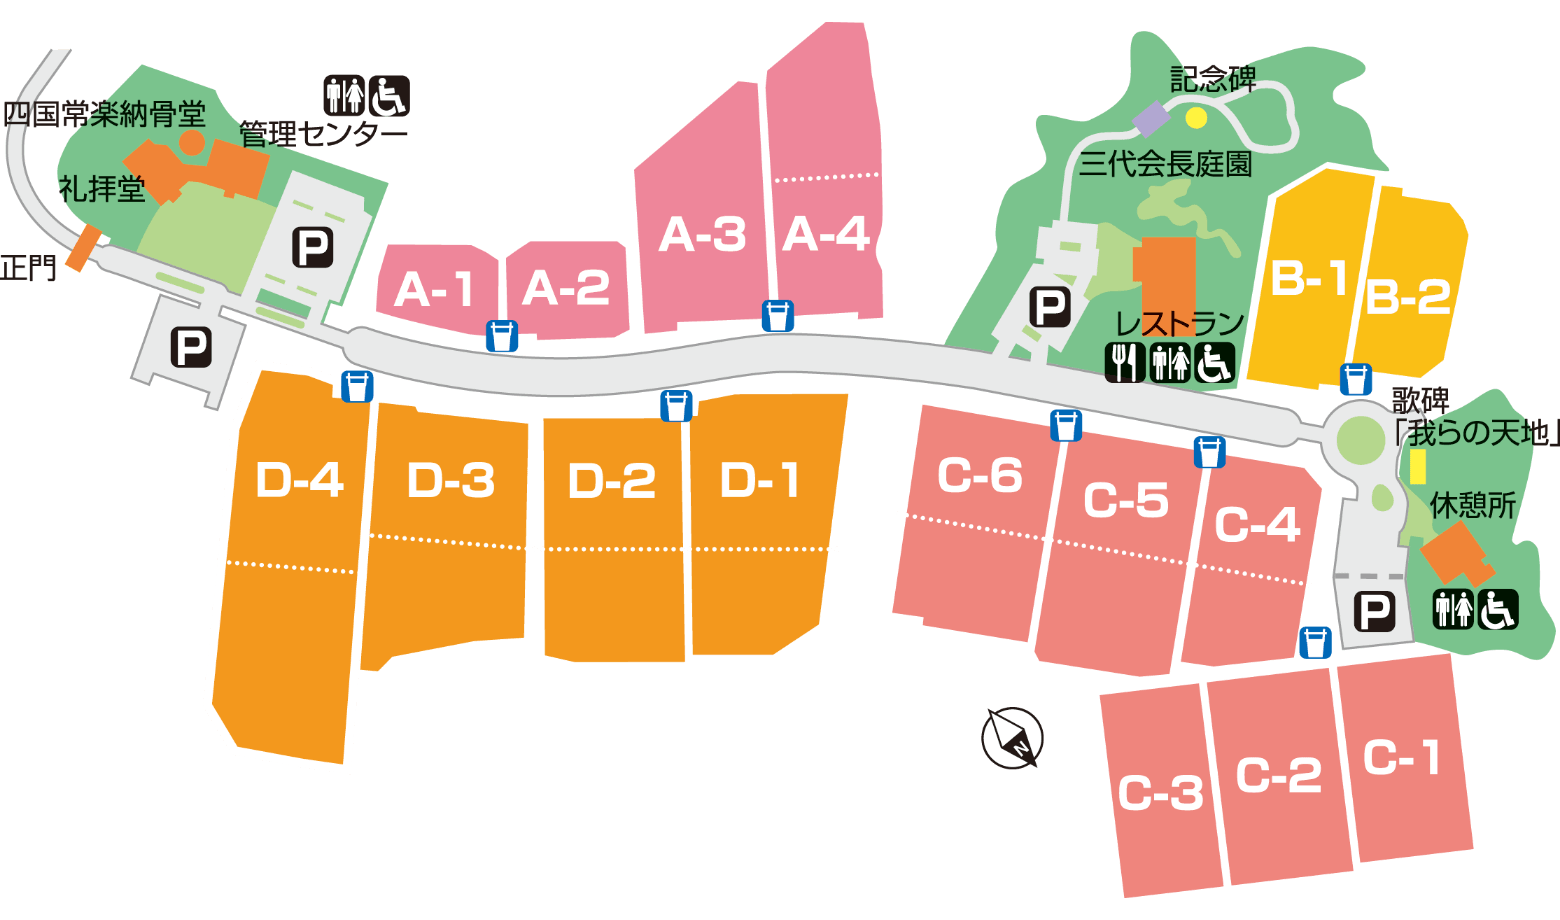 四国常楽納骨堂
管理センター
礼拝堂
正門
P
P
A-1
A-2
A-3
A-4
記念碑
三代会長庭園
P
レストラン
B-1
B-2
歌碑
「我らの天地」
休憩所
P
D-4
D-3
D-2
D-1
C-6
C-5
C-4
N
C-3
C-2
C-1